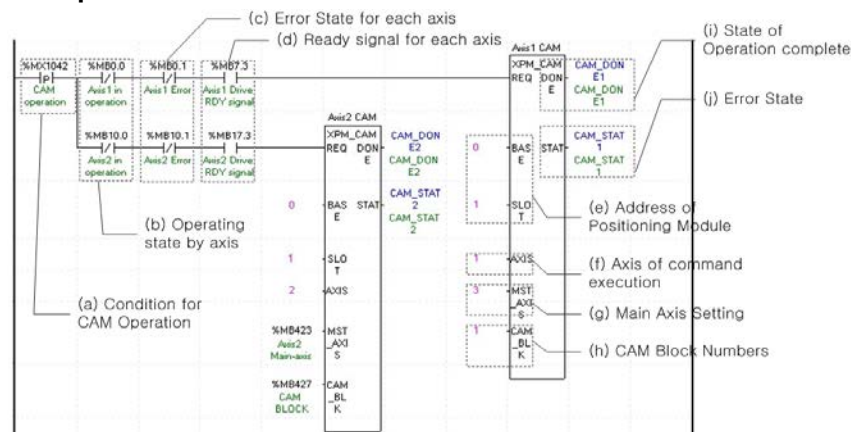 (c) Error State for each axis
(d) Ready signal for each axis
(i) State of
Operation complete
%MX1042
P
CAM
operation
%MB0.0
Axis1 in
operation
%MB0.1
Axis1 Error
%MB7.3
Axis1 Drive
RDY signal
Axis1 CAM
XPM_CAM
REQ DON
E
CAM_DON
E1
CAM_DON
E1
(j) Error State
%MB10.0
Axis2 in
operation
%MB10.1
Axis2 Error
%MB17.3
Axis2 Drive
RDY signal
Axis2 CAM
XPM_CAM
REQ DON
E
CAM_DON
E2
CAM_DON
E2
0
BAS STAT
E
CAM_STAT
1
CAM_STAT
1
0
BAS STAT
E
CAM_STAT
2
CAM_STAT
2
1
SLO
T
(e) Address of
Positioning Module
(b) Operating
state by axis
1
SLO
T
1
AXIS
(f) Axis of command
execution
2
AXIS
3
MST
_AXI
S
(g) Main Axis Setting
(a) Condition for
CAM Operation
%MB423
Axis2
Main-axis
MST
_AXI
S
1
CAM
_BL
K
(h) CAM Block Numbers
%MB427
CAM
BLOCK
CAM
_BL
K